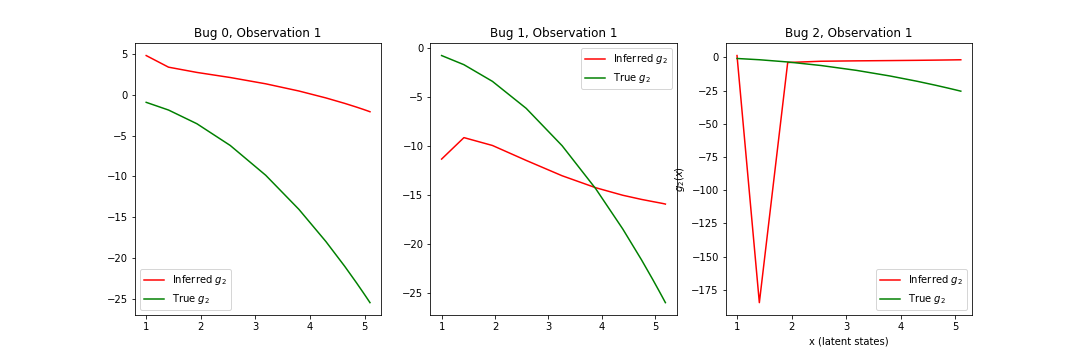 Bug 0, Observation 1
5
0
−5
−10
−15
−20
−25
1 2 3 4 5
Inferred g₂
True g₂
Bug 1, Observation 1
0
−5
−10
−15
−20
−25
1 2 3 4 5
Inferred g₂
True g₂
Bug 2, Observation 1
g₂(x)
0
−25
−50
−75
−100
−125
−150
−175
1 2 3 4 5
x (latent states)
Inferred g₂
True g₂